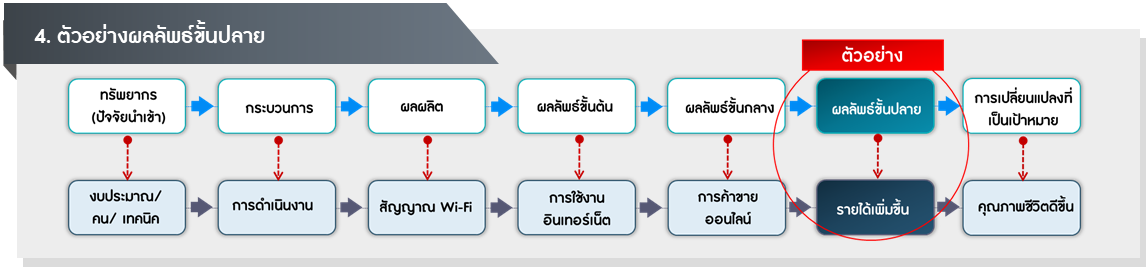 4. ตัวอย่างผลลัพธ์ขั้นปลาย
ตัวอย่าง
ทรัพยากร
(ปัจจัยนำเข้า)
กระบวนการ
ผลผลิต
ผลลัพธ์ขั้นต้น
ผลลัพธ์ขั้นกลาง
ผลลัพธ์ขั้นปลาย
การเปลี่ยนแปลงที่
เป็นเป้าหมาย
งบประมาณ/
คน/ เทคนิค
การดำเนินงาน
สัญญาณ Wi-Fi
การใช้งาน
อินเทอร์เน็ต
การค้าขาย
ออนไลน์
รายได้เพิ่มขึ้น
คุณภาพชีวิตดีขึ้น